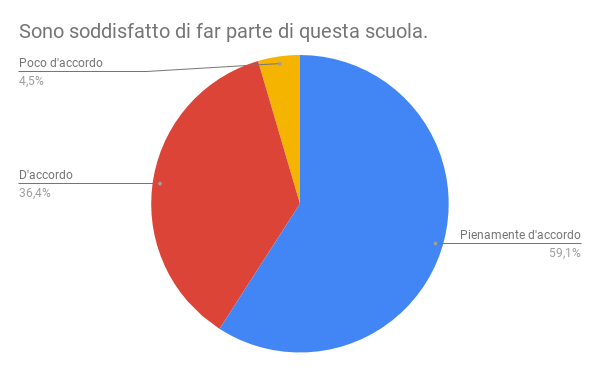 Sono soddisfatto di far parte di questa scuola.
Poco d'accordo
4,5%
D'accordo
36,4%
Pienamente d'accordo
59,1%